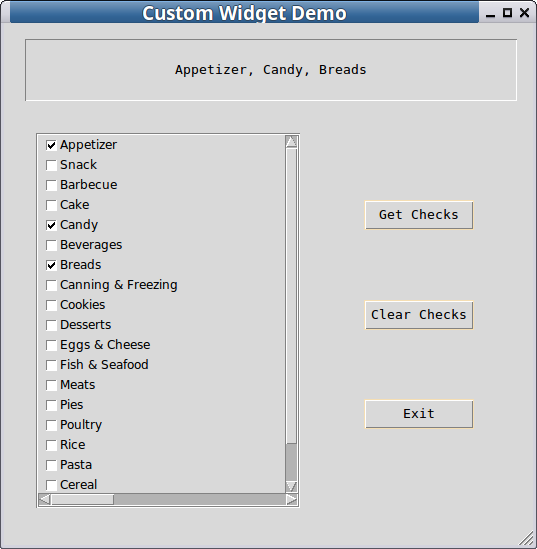 Custom Widget Demo
Appetizer, Candy, Breads
Appetizer
Snack
Barbecue
Cake
Candy
Beverages
Breads
Canning & Freezing
Cookies
Desserts
Eggs & Cheese
Fish & Seafood
Meats
Pies
Poultry
Rice
Pasta
Cereal
Get Checks
Clear Checks
Exit